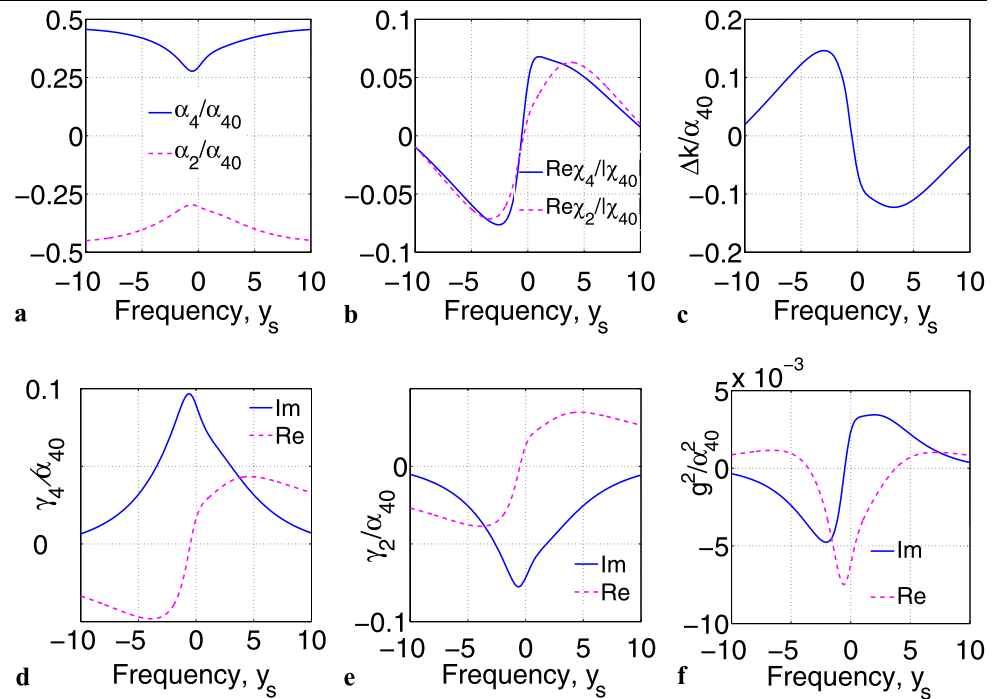 0.5
0.25
0
−0.25
−0.5
α4/α40
α2/α40
−10 −5 0 5 10
Frequency, ys
a
0.1
0.05
0
−0.05
−0.1
Reχ4/|χ40
Reχ2/|χ40
−10 −5 0 5 10
Frequency, ys
b
Δk/α40
0.2
0.1
0
−0.1
−0.2
−10 −5 0 5 10
Frequency, ys
c
γ4/α40
0.1
0
Im
Re
−10 −5 0 5 10
Frequency, ys
d
γ2/α40
0
−0.1
Im
Re
−10 −5 0 5 10
Frequency, ys
e
x 10−3
g2/α240
5
0
−5
−10
Im
Re
−10 −5 0 5 10
Frequency, ys
f